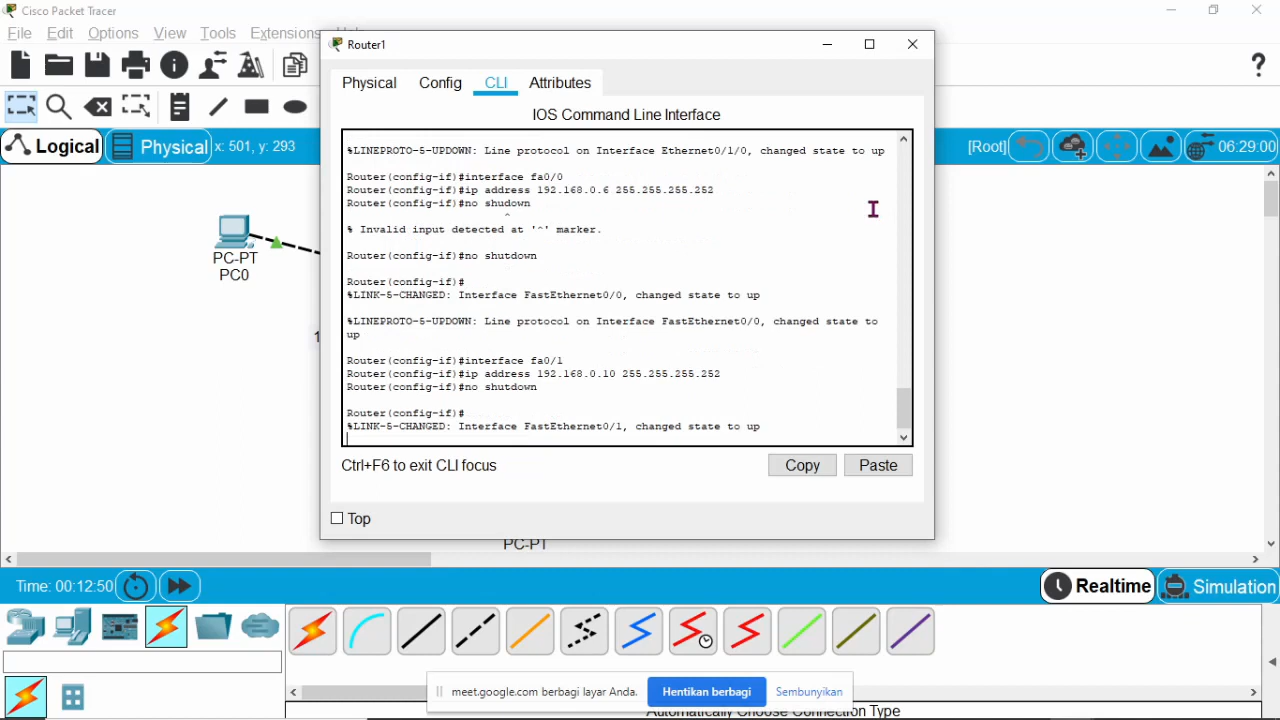 Cisco Packet Tracer
File Edit Options View Tools Extensions
Router1
Physical Config CLI Attributes
IOS Command Line Interface
Logical Physical x: 501, y: 293
[Root] 06:29:00
%LINEPROTO-5-UPDOWN: Line protocol on Interface Ethernet0/1/0, changed state to up
Router(config-if)#interface fa0/0
Router(config-if)#ip address 192.168.0.6 255.255.255.252
Router(config-if)#no shudown
^
% Invalid input detected at '^' marker.
Router(config-if)#no shutdown
Router(config-if)#
%LINK-5-CHANGED: Interface FastEthernet0/0, changed state to up
%LINEPROTO-5-UPDOWN: Line protocol on Interface FastEthernet0/0, changed state to
up
Router(config-if)#interface fa0/1
Router(config-if)#ip address 192.168.0.10 255.255.255.252
Router(config-if)#no shutdown
Router(config-if)#
%LINK-5-CHANGED: Interface FastEthernet0/1, changed state to up
PC-PT
PC0
1
Ctrl+F6 to exit CLI focus Copy Paste
Top
PC-PT
Time: 00:12:50 Realtime Simulation
meet.google.com berbagi layar Anda. Hentikan berbagi Sembunyikan
Automatically Choose Connection Type